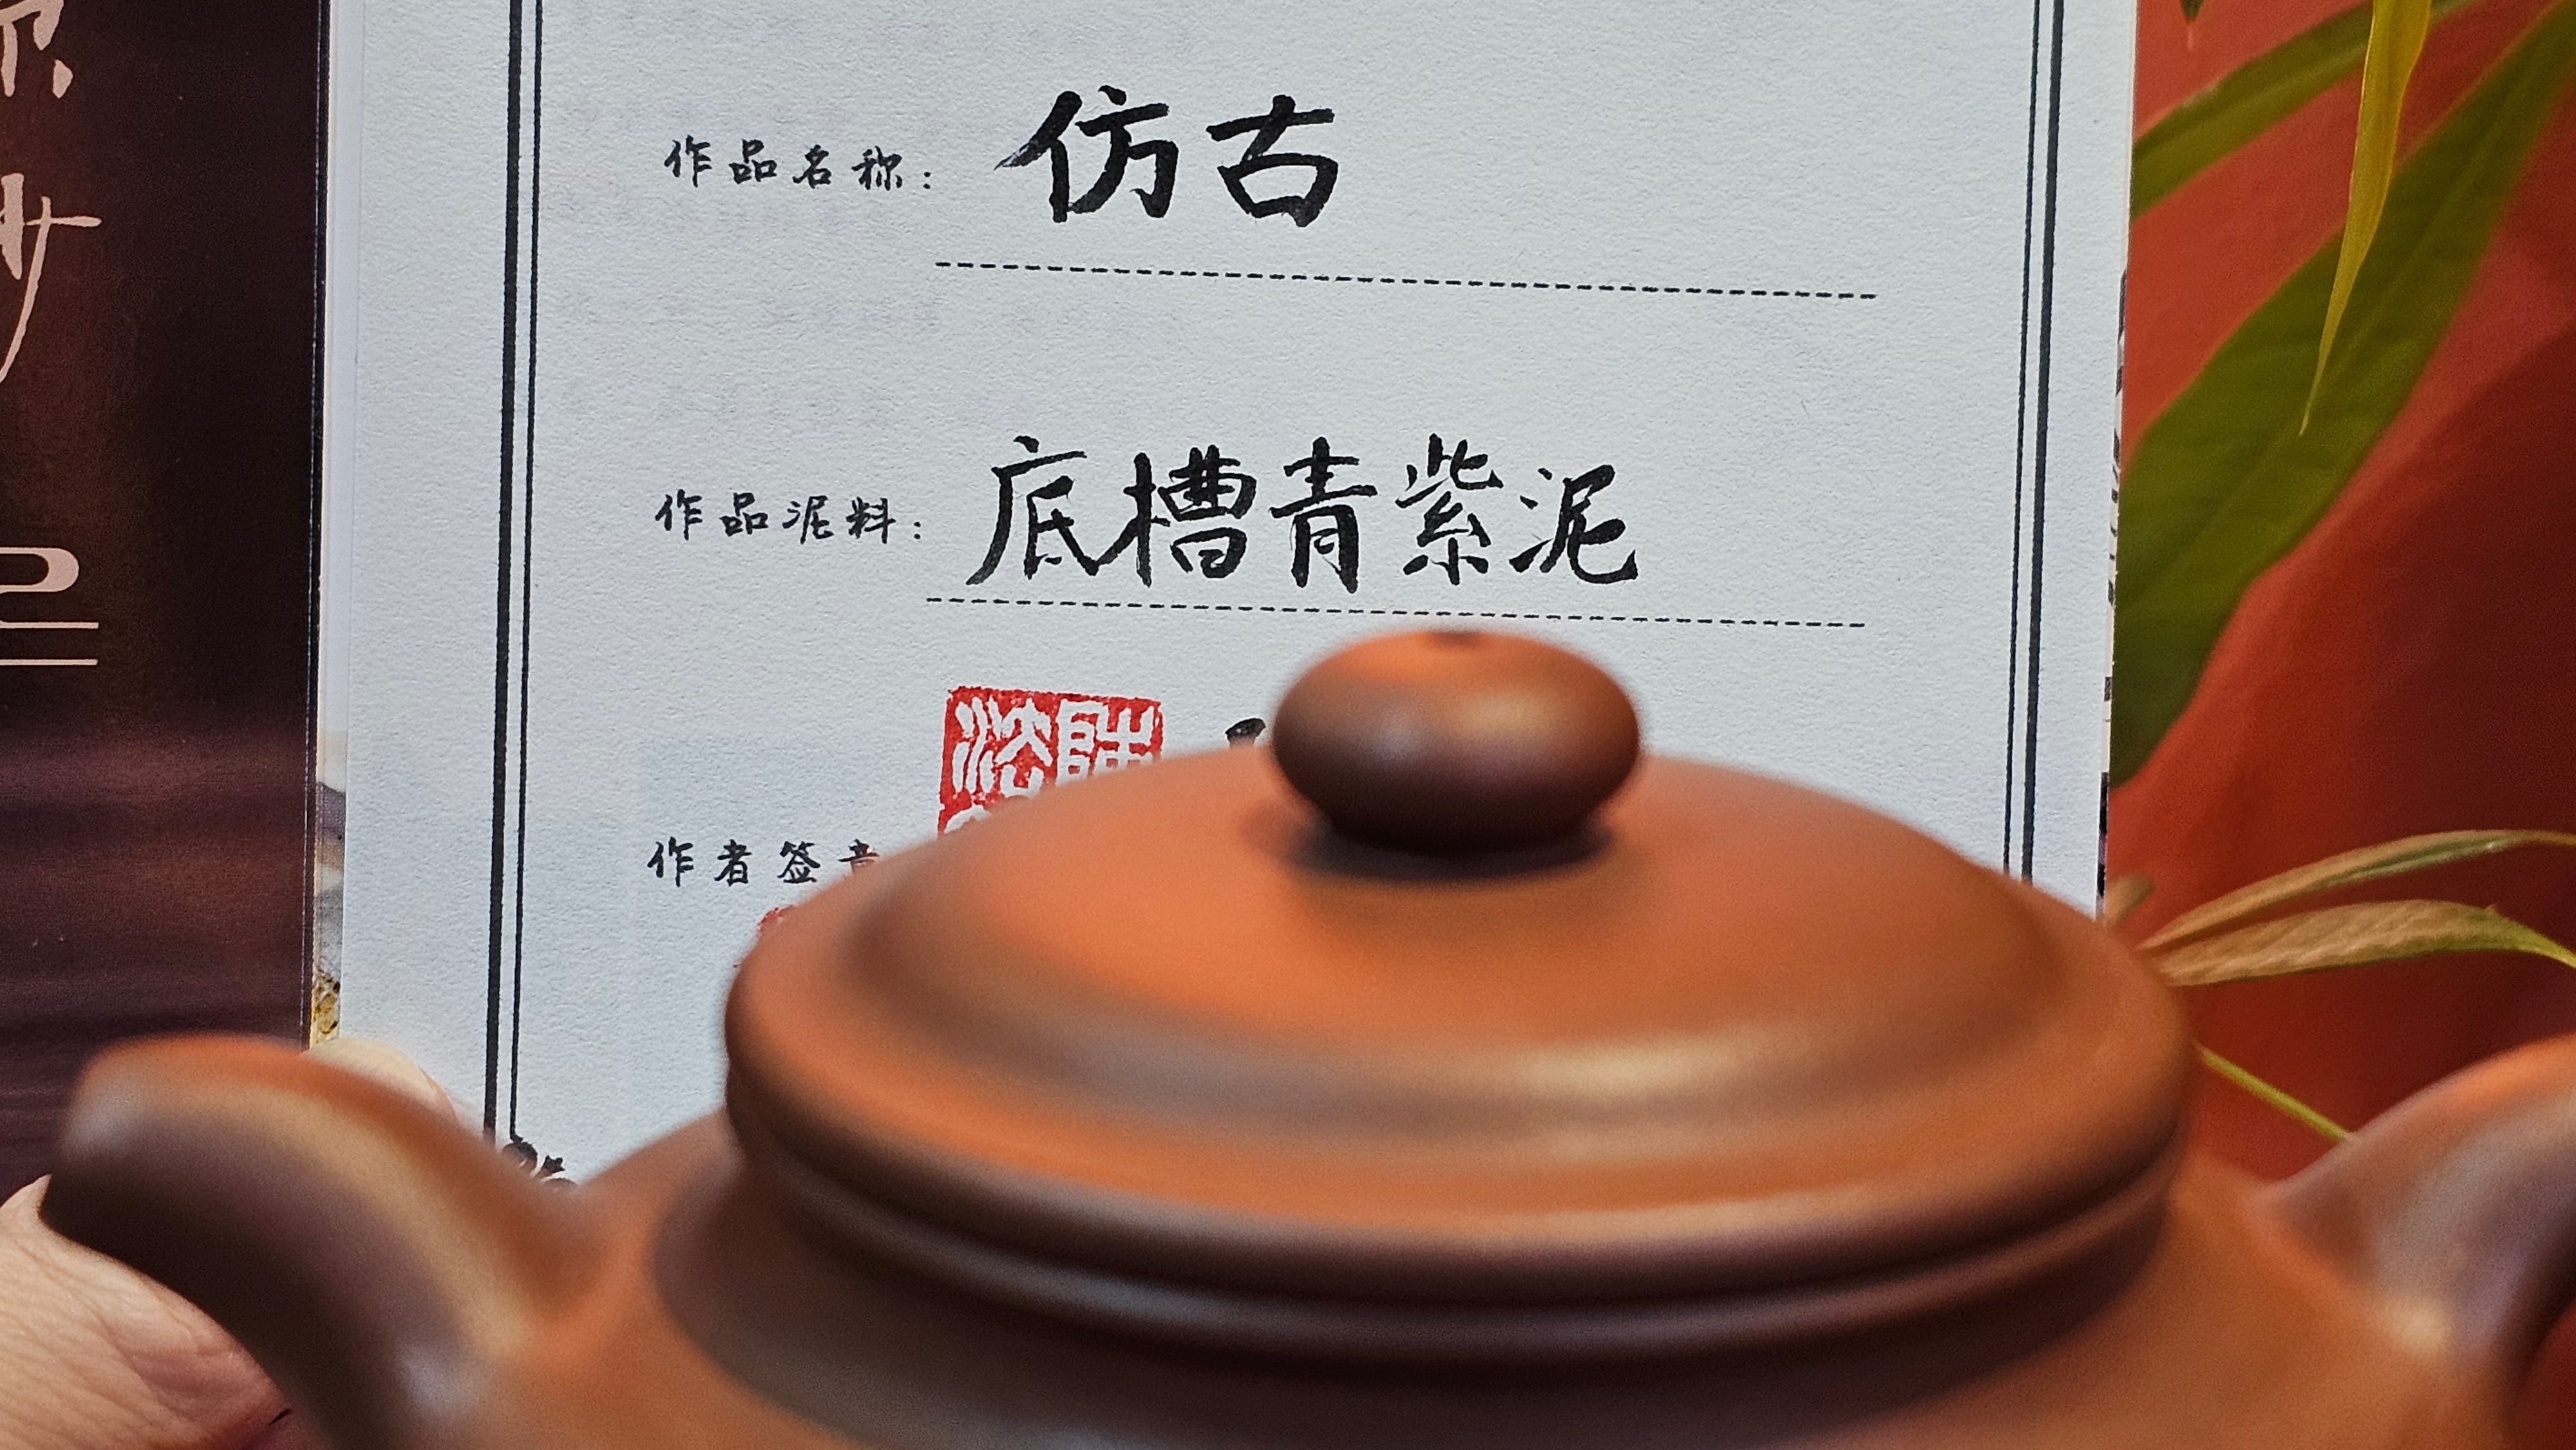 作品名称： 仿古
作品泥料： 底槽青紫泥
作者签章